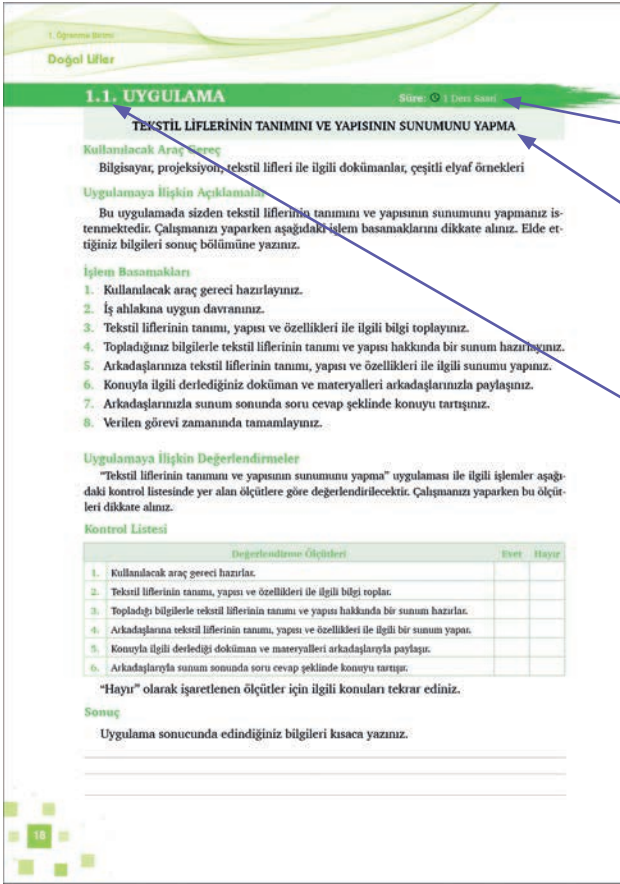 1. Öğrenme Birimi
Doğal Lifler
1.1. UYGULAMA
Süre: 1 Ders Saati
TEKSTİL LİFLERİNİN TANIMINI VE YAPISININ SUNUMUNU YAPMA
Kullanılacak Araç Gereç
Bilgisayar, projeksiyon, tekstil lifleri ile ilgili dokümanlar, çeşitli elyaf örnekleri
Uygulamaya İlişkin Açıklamalar
Bu uygulamada sizden tekstil liflerinin tanımını ve yapısının sunumunu yapmanız is-
tenmektedir. Çalışmanızı yaparken aşağıdaki işlem basamaklarını dikkate alınız. Elde et-
tiğiniz bilgileri sonuç bölümüne yazınız.
İşlem Basamakları
1. Kullanılacak araç gereci hazırlayınız.
2. İş ahlakına uygun davranınız.
3. Tekstil liflerinin tanımı, yapısı ve özellikleri ile ilgili bilgi toplayınız.
4. Topladığınız bilgilerle tekstil liflerinin tanımı ve yapısı hakkında bir sunum hazırlayınız.
5. Arkadaşlarınıza tekstil liflerinin tanımı, yapısı ve özellikleri ile ilgili sunumu yapınız.
6. Konuyla ilgili derlediğiniz doküman ve materyalleri arkadaşlarınızla paylaşınız.
7. Arkadaşlarınızla sunum sonunda soru cevap şeklinde konuyu tartışınız.
8. Verilen görevi zamanında tamamlayınız.
Uygulamaya İlişkin Değerlendirmeler
"Tekstil liflerinin tanımını ve yapısının sunumunu yapma" uygulaması ile ilgili işlemler aşağı-
daki kontrol listesinde yer alan ölçütlere göre değerlendirilecektir. Çalışmanızı yaparken bu ölçüt-
leri dikkate alınız.
Kontrol Listesi
Değerlendirme Ölçütleri Evet Hayır
1. Kullanılacak araç gereci hazırlar.
2. Tekstil liflerinin tanımı, yapısı ve özellikleri ile ilgili bilgi toplar.
3. Topladığı bilgilerle tekstil liflerinin tanımı ve yapısı hakkında bir sunum hazırlar.
4. Arkadaşlarına tekstil liflerinin tanımı, yapısı ve özellikleri ile ilgili bir sunum yapar.
5. Konuyla ilgili derlediği doküman ve materyalleri arkadaşlarıyla paylaşır.
6. Arkadaşlarıyla sunum sonunda soru cevap şeklinde konuyu tartışır.
"Hayır" olarak işaretlenen ölçütler için ilgili konuları tekrar ediniz.
Sonuç
Uygulama sonucunda edindiğiniz bilgileri kısaca yazınız.
18